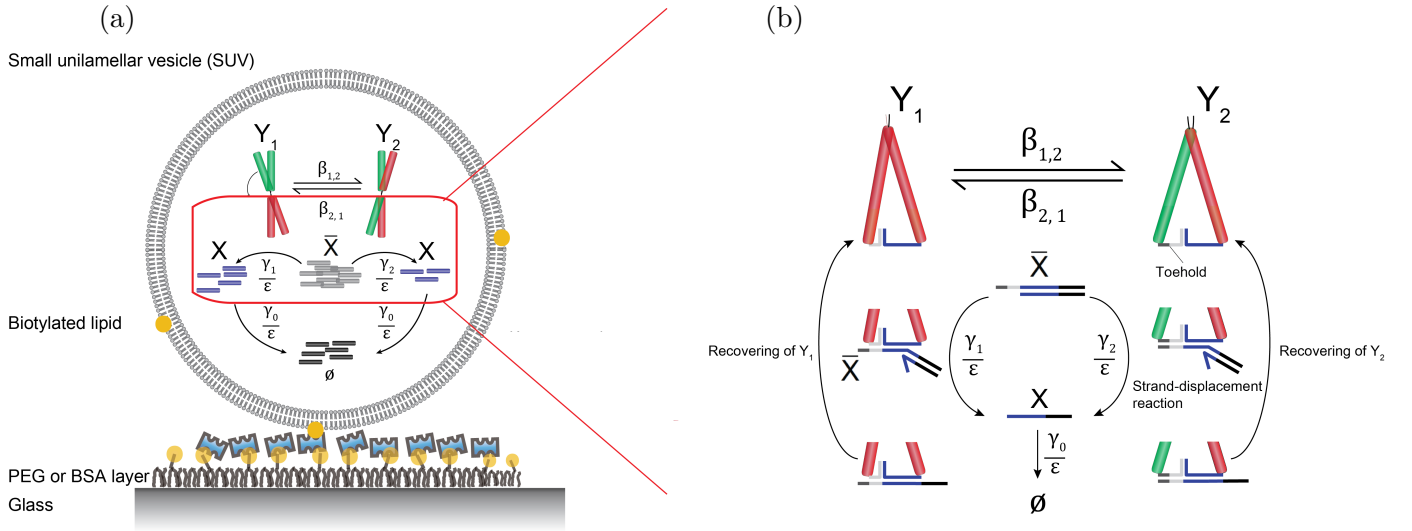 (a)
Small unilamellar vesicle (SUV)
Y1
Y2
β1,2
β2, 1
X
X̅
X
γ1
ε
γ2
ε
γ0
ε
γ0
ε
ø
Biotylated lipid
PEG or BSA layer
Glass
(b)
Y1
Y2
β1,2
β2, 1
Toehold
X̅
Recovering of Y1
X̅
γ1
ε
γ2
ε
Recovering of Y2
Strand-displacement
reaction
X
γ0
ε
ø